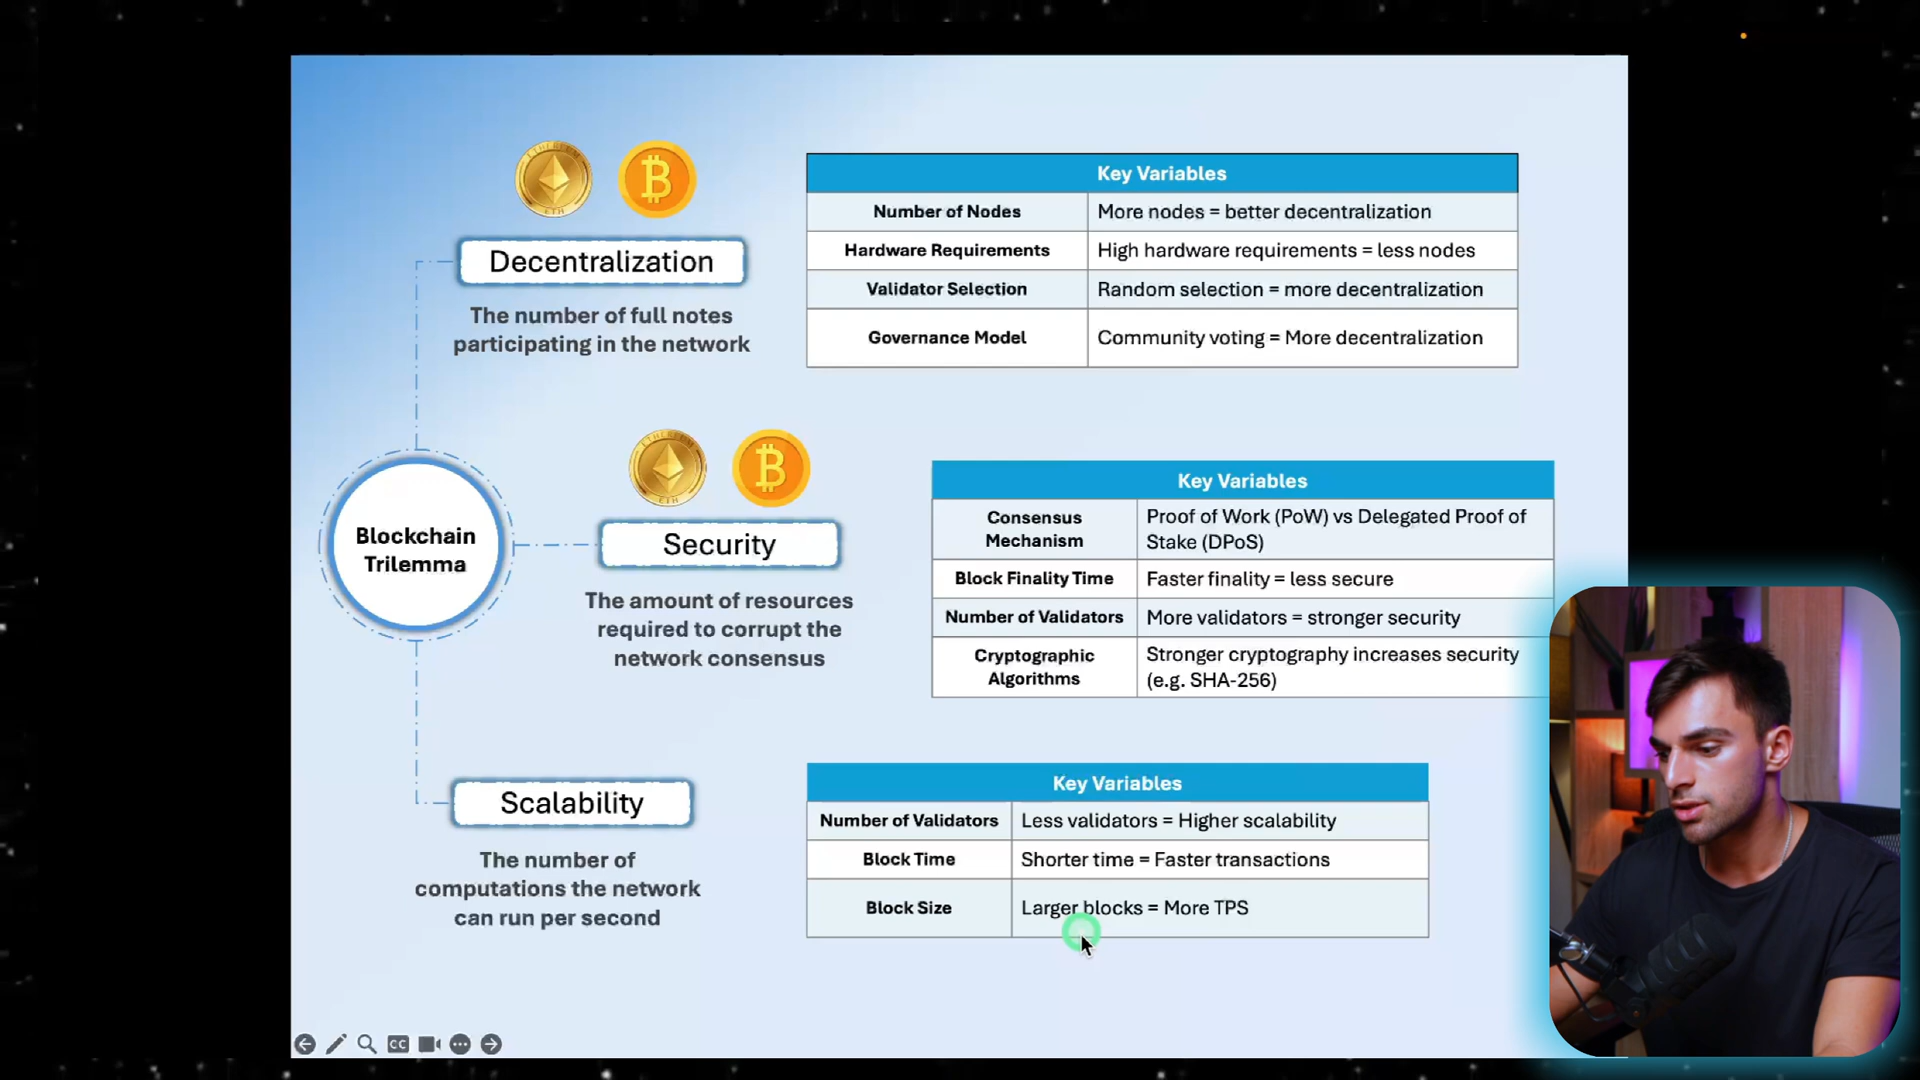 Decentralization
The number of full notes
participating in the network
Key Variables
Number of Nodes
More nodes = better decentralization
Hardware Requirements
High hardware requirements = less nodes
Validator Selection
Random selection = more decentralization
Governance Model
Community voting = More decentralization
Blockchain
Trilemma
ETHEREUM
ETH
Security
The amount of resources
required to corrupt the
network consensus
Key Variables
Consensus
Mechanism
Proof of Work (PoW) vs Delegated Proof of
Stake (DPoS)
Block Finality Time
Faster finality = less secure
Number of Validators
More validators = stronger security
Cryptographic
Algorithms
Stronger cryptography increases security
(e.g. SHA-256)
Scalability
The number of
computations the network
can run per second
Key Variables
Number of Validators
Less validators = Higher scalability
Block Time
Shorter time = Faster transactions
Block Size
Larger blocks = More TPS
CC